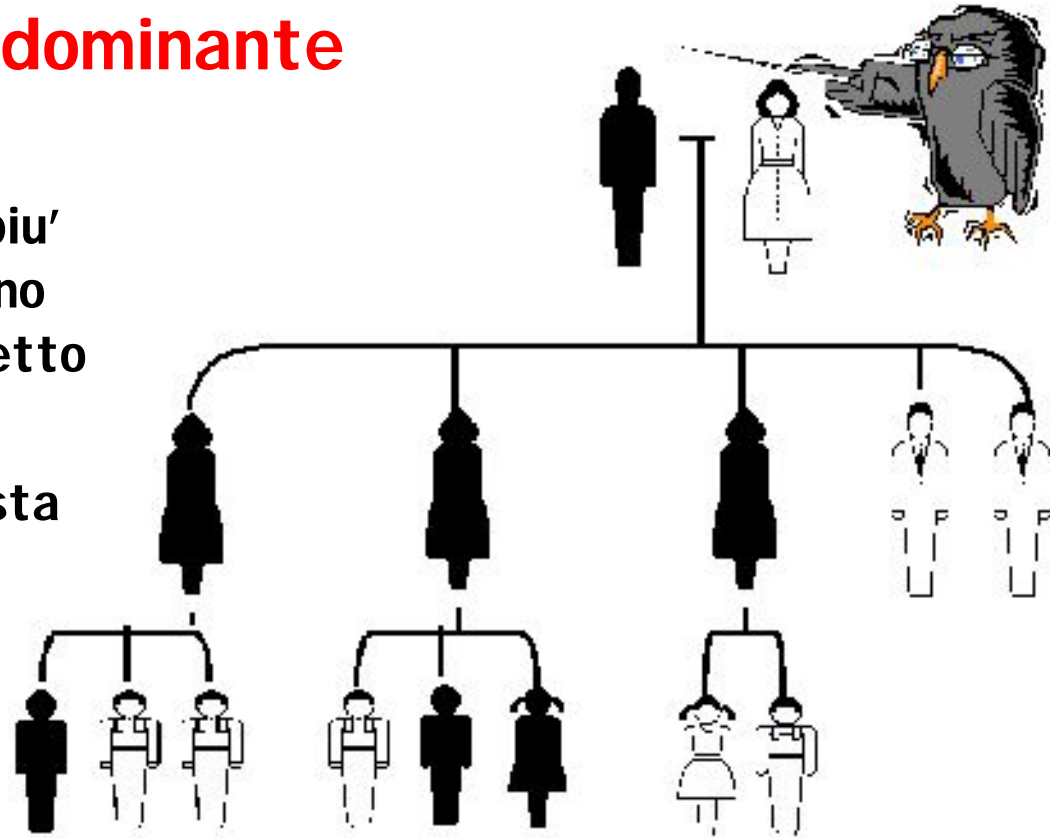 dominante
piu'
no
etto
sta